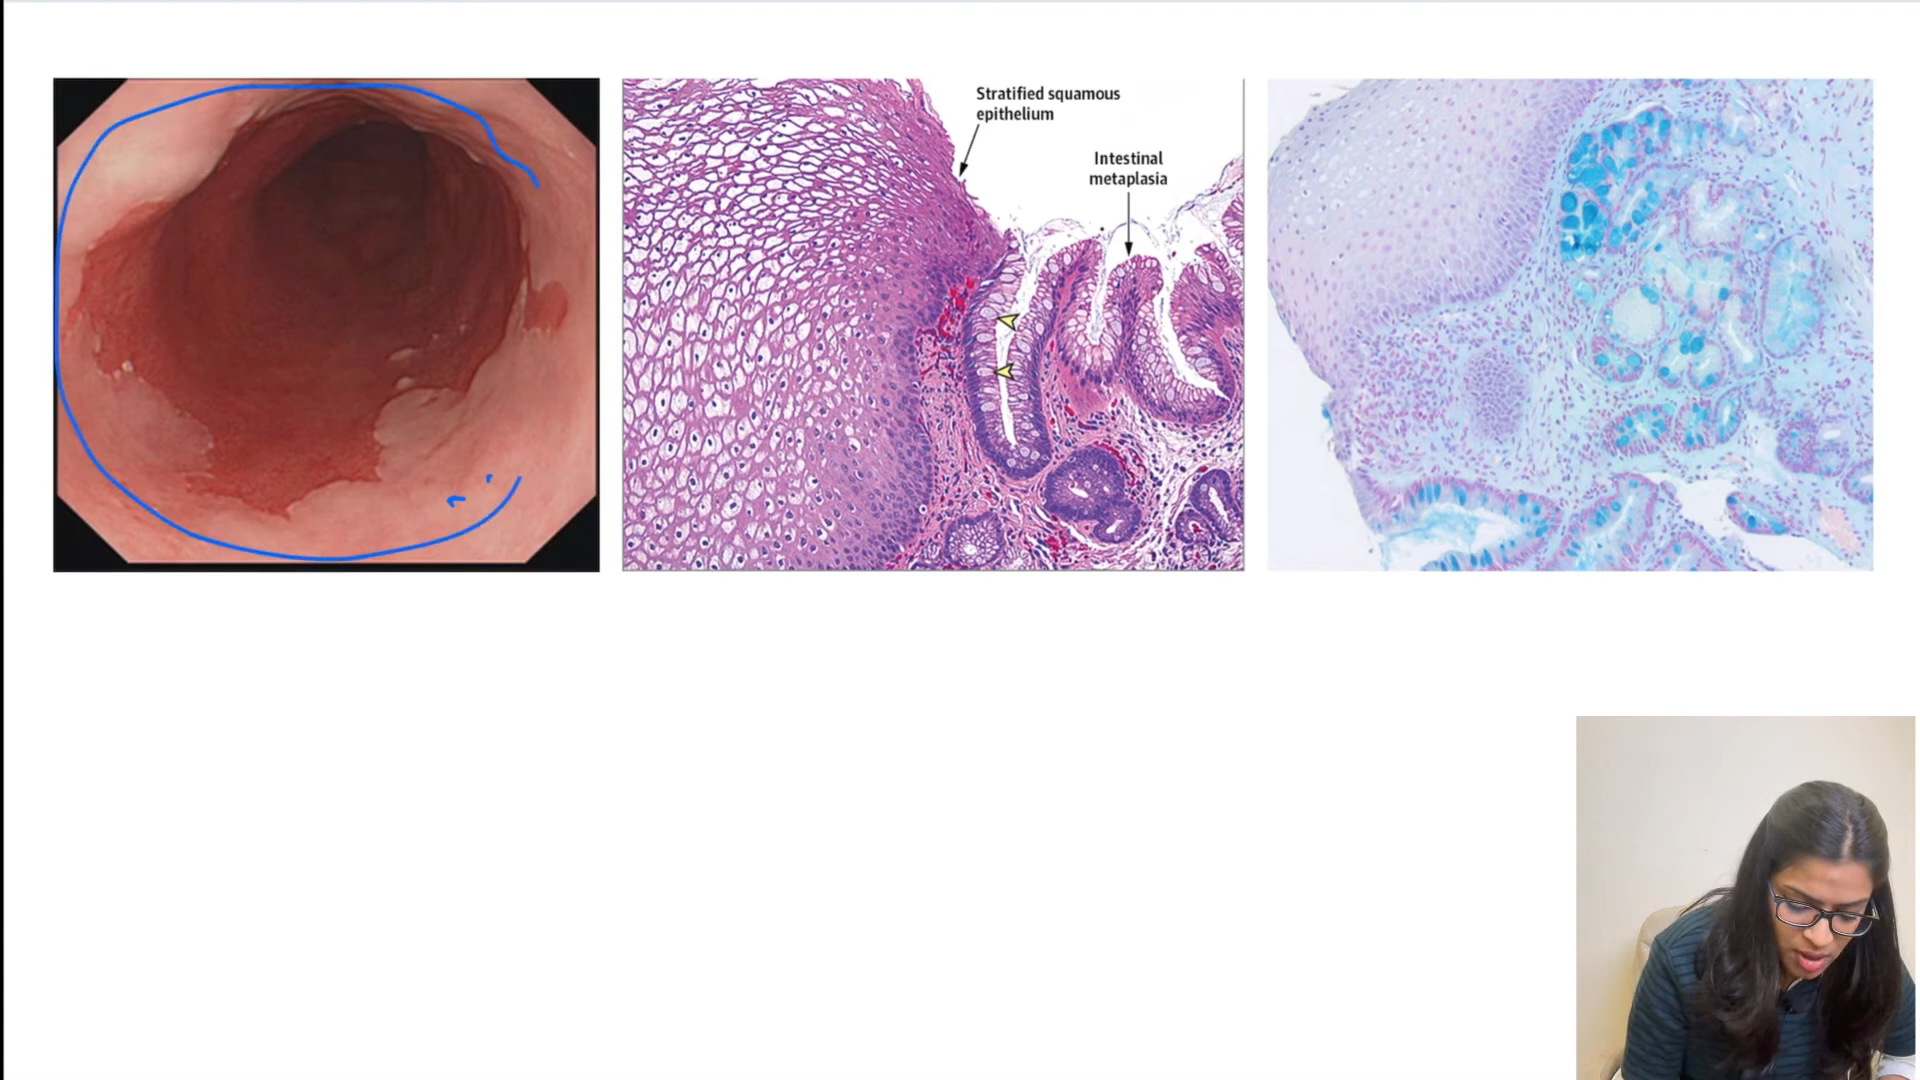 Stratified squamous
epithelium
Intestinal
metaplasia